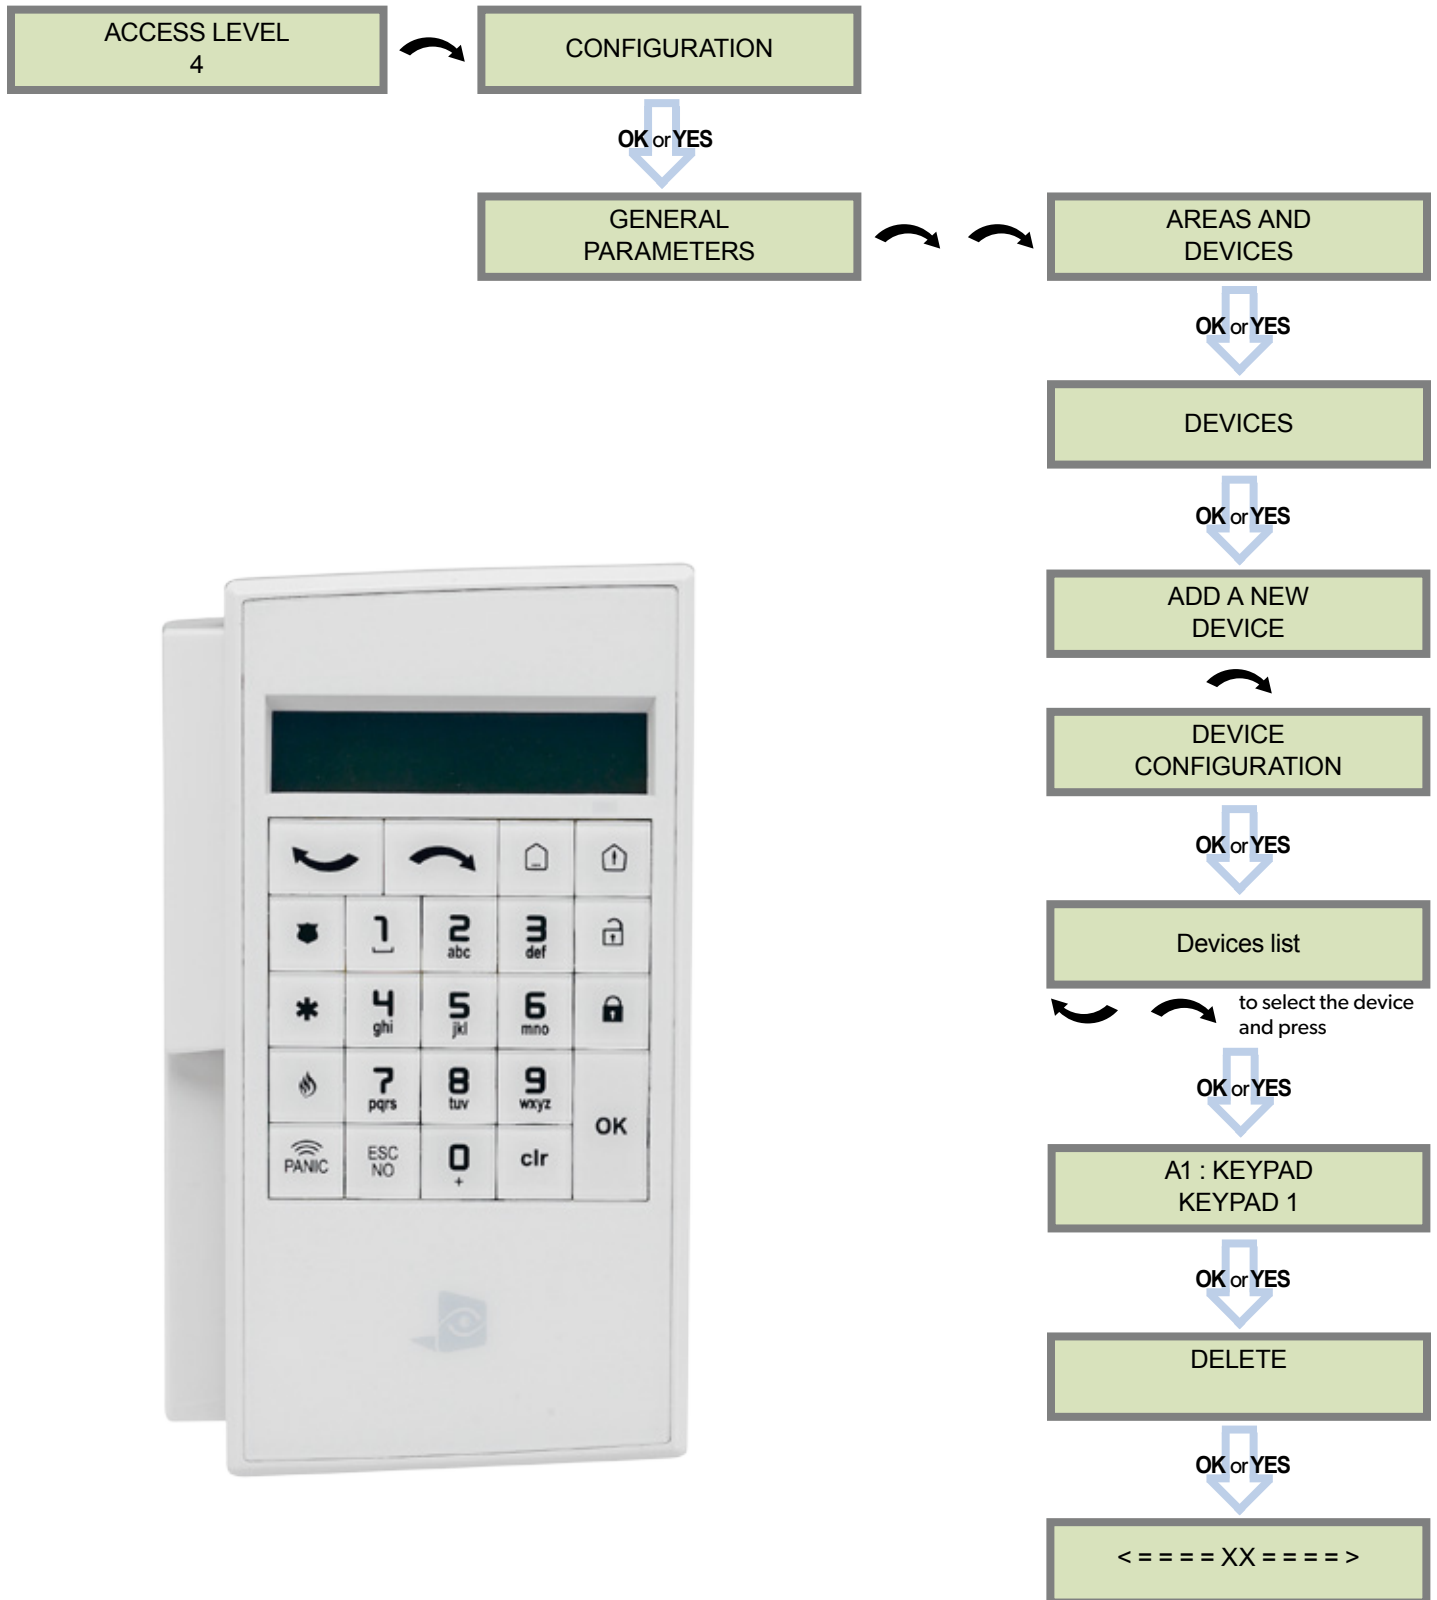 ACCESS LEVEL
4
CONFIGURATION
OK or YES
GENERAL
PARAMETERS
AREAS AND
DEVICES
OK or YES
DEVICES
OK or YES
ADD A NEW
DEVICE
DEVICE
CONFIGURATION
OK or YES
Devices list
to select the device
and press
OK or YES
A1 : KEYPAD
KEYPAD 1
OK or YES
DELETE
OK or YES
< = = = = XX = = = = >
1 2 3
abc def
* 4 5 6
ghi jkl mno
7 8 9
pqrs tuv wxyz
OK
PANIC ESC NO 0 + clr